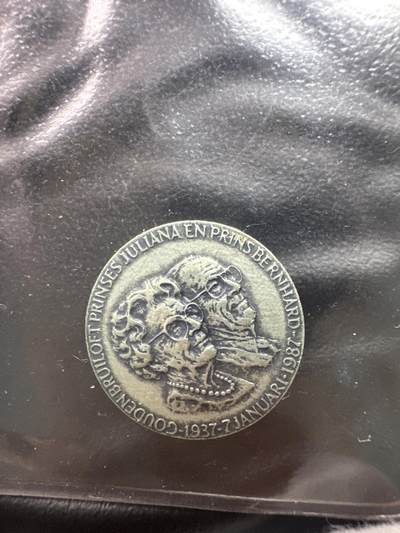 GOUDEN BRUILOFT PRINSES JULIANA EN PRINS BERNHARD · 1937 - 7 JANUARI - 1987 ·